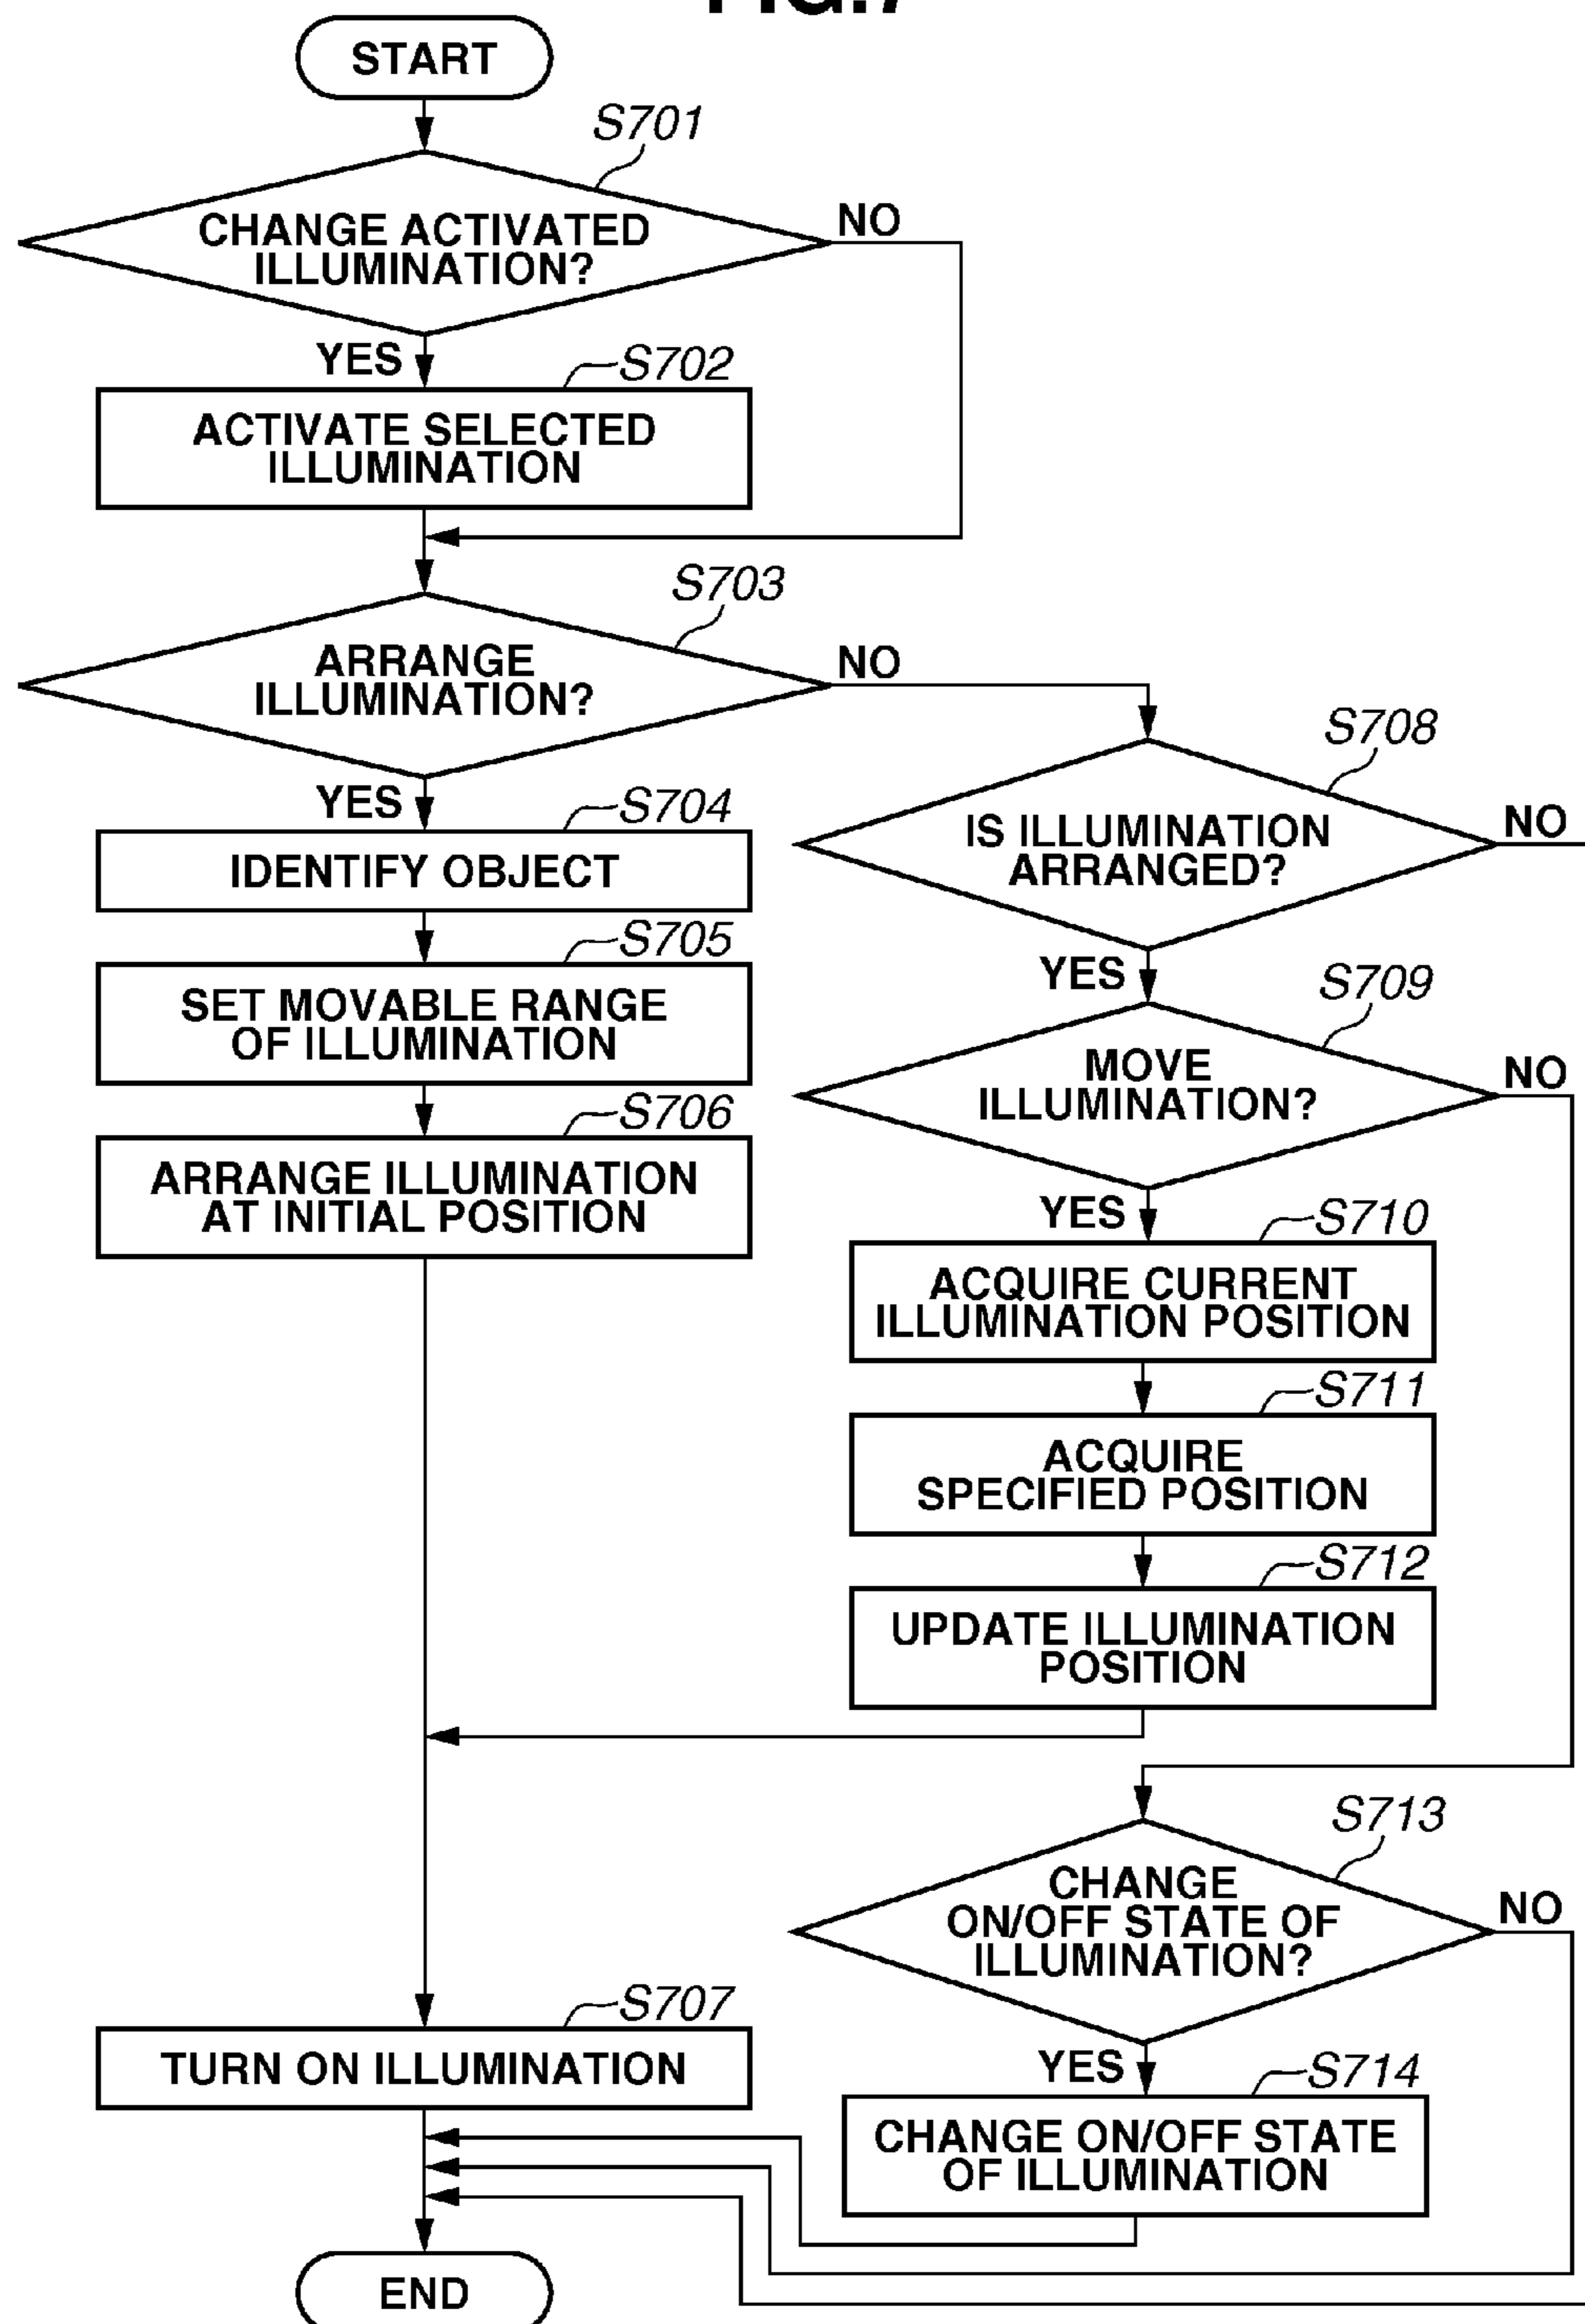 FIG.7
START
S701
CHANGE ACTIVATED
ILLUMINATION?
NO
YES
S702
ACTIVATE SELECTED
ILLUMINATION
S703
ARRANGE
ILLUMINATION?
NO
YES
S704
IDENTIFY OBJECT
S705
SET MOVABLE RANGE
OF ILLUMINATION
S706
ARRANGE ILLUMINATION
AT INITIAL POSITION
S708
IS ILLUMINATION
ARRANGED?
NO
YES
S709
MOVE
ILLUMINATION?
NO
YES
S710
ACQUIRE CURRENT
ILLUMINATION POSITION
S711
ACQUIRE
SPECIFIED POSITION
S712
UPDATE ILLUMINATION
POSITION
S713
CHANGE
ON/OFF STATE OF
ILLUMINATION?
NO
YES
S714
CHANGE ON/OFF STATE
OF ILLUMINATION
S707
TURN ON ILLUMINATION
END